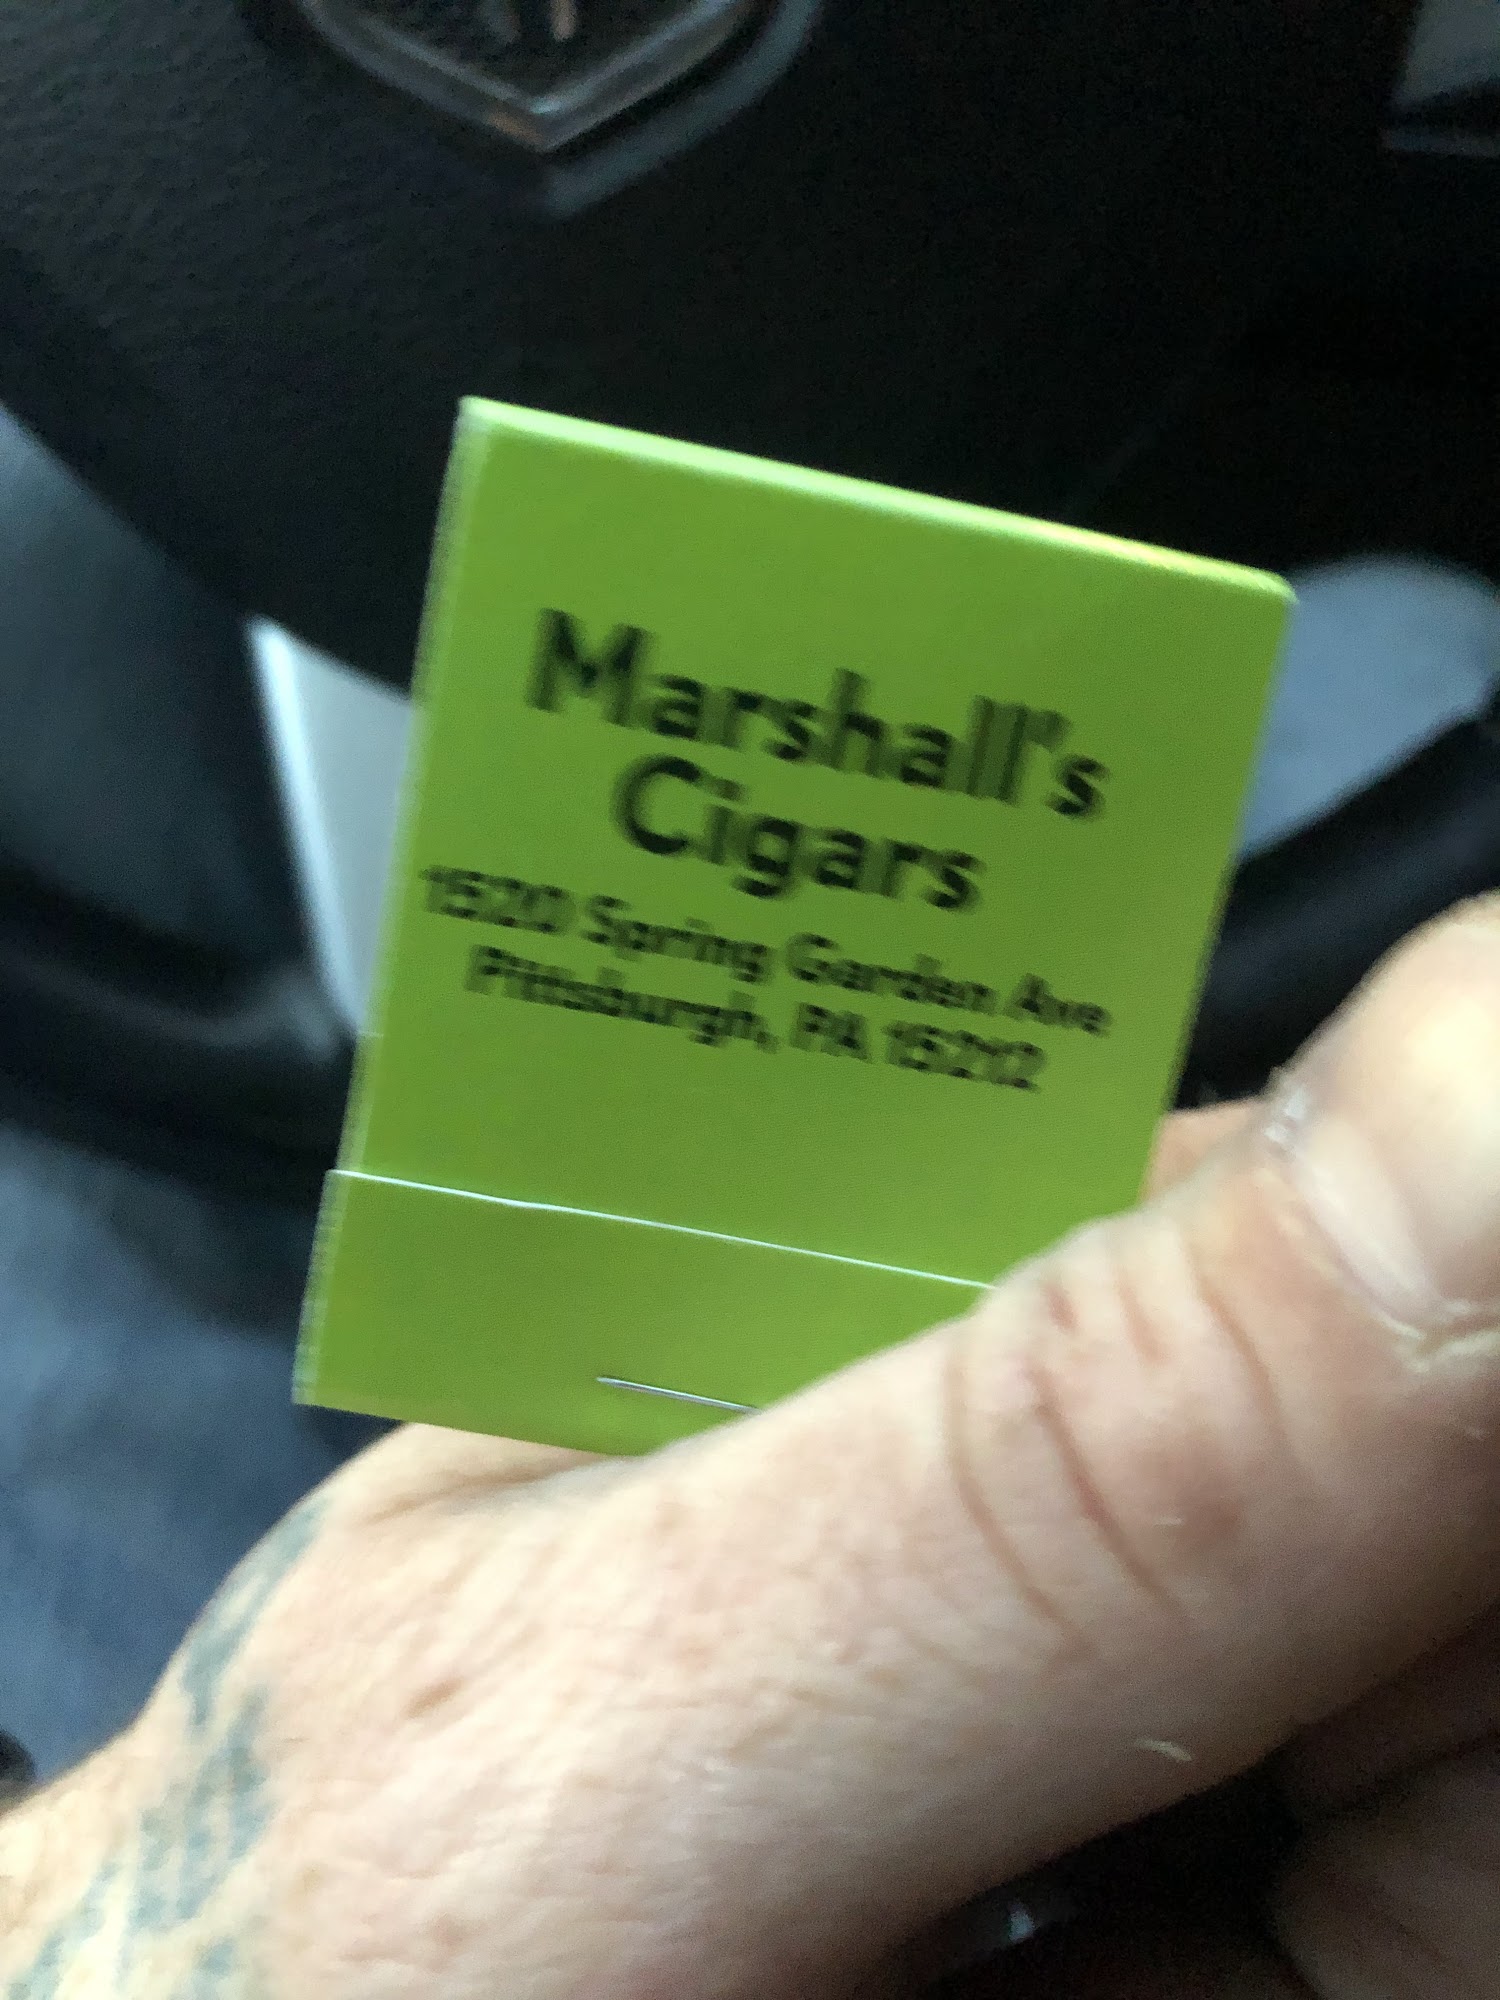 Marshall's
Cigars
1520 Spring Garden Ave
Pittsburgh, PA 15212